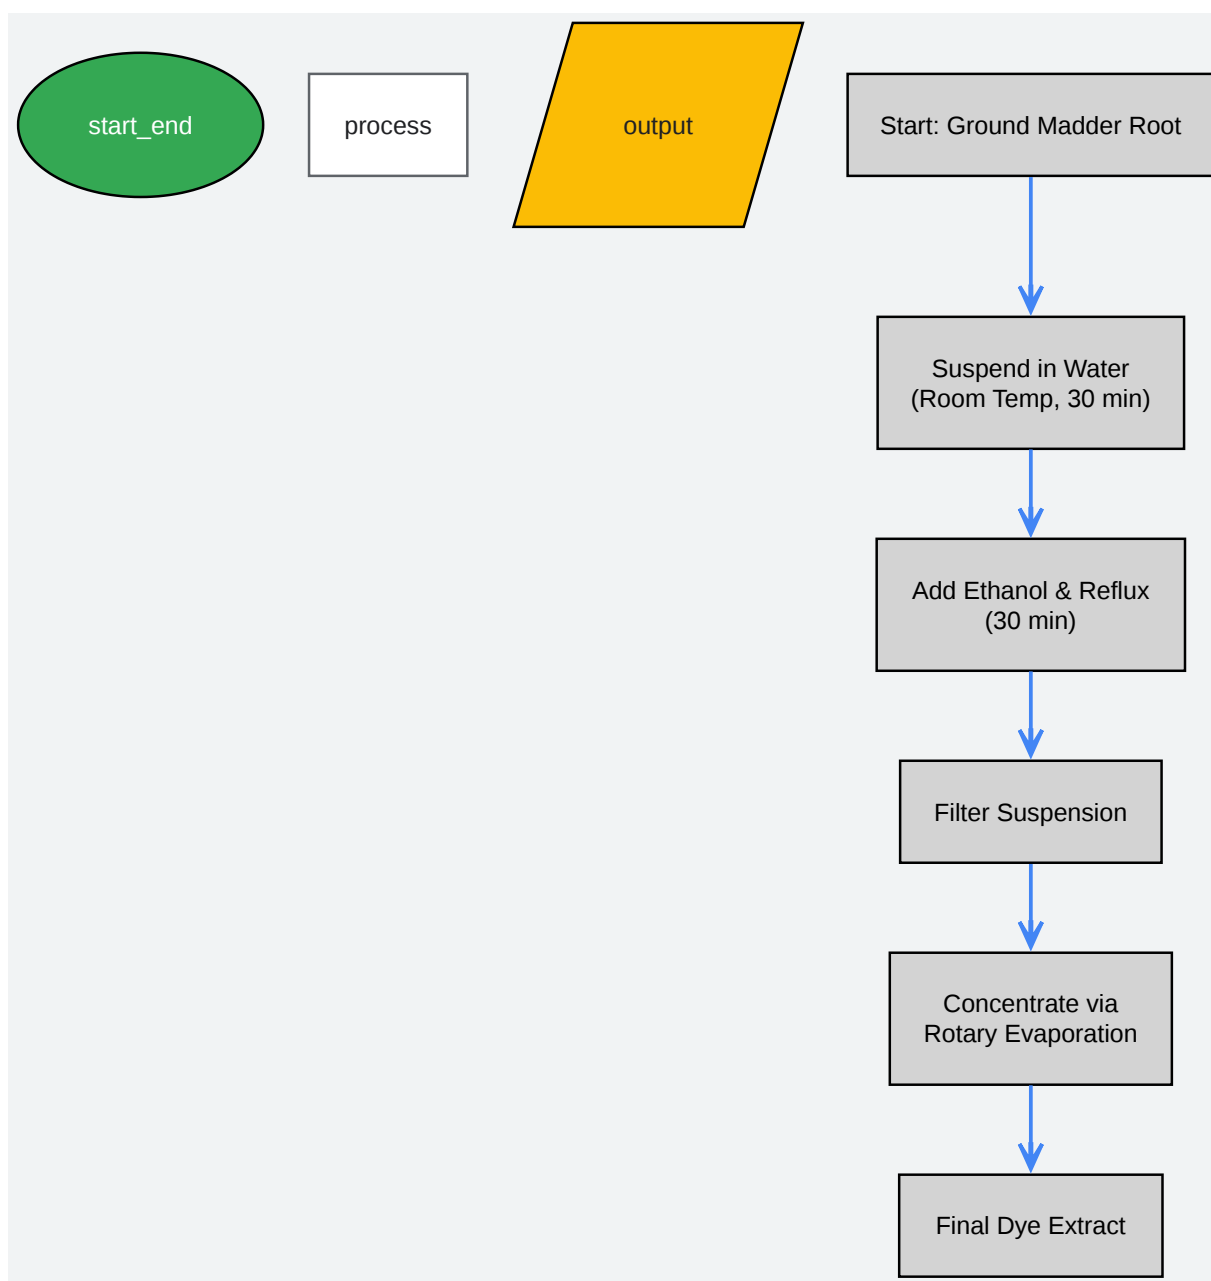 start_end
process
output
Start: Ground Madder Root
Suspend in Water
(Room Temp, 30 min)
Add Ethanol & Reflux
(30 min)
Filter Suspension
Concentrate via
Rotary Evaporation
Final Dye Extract